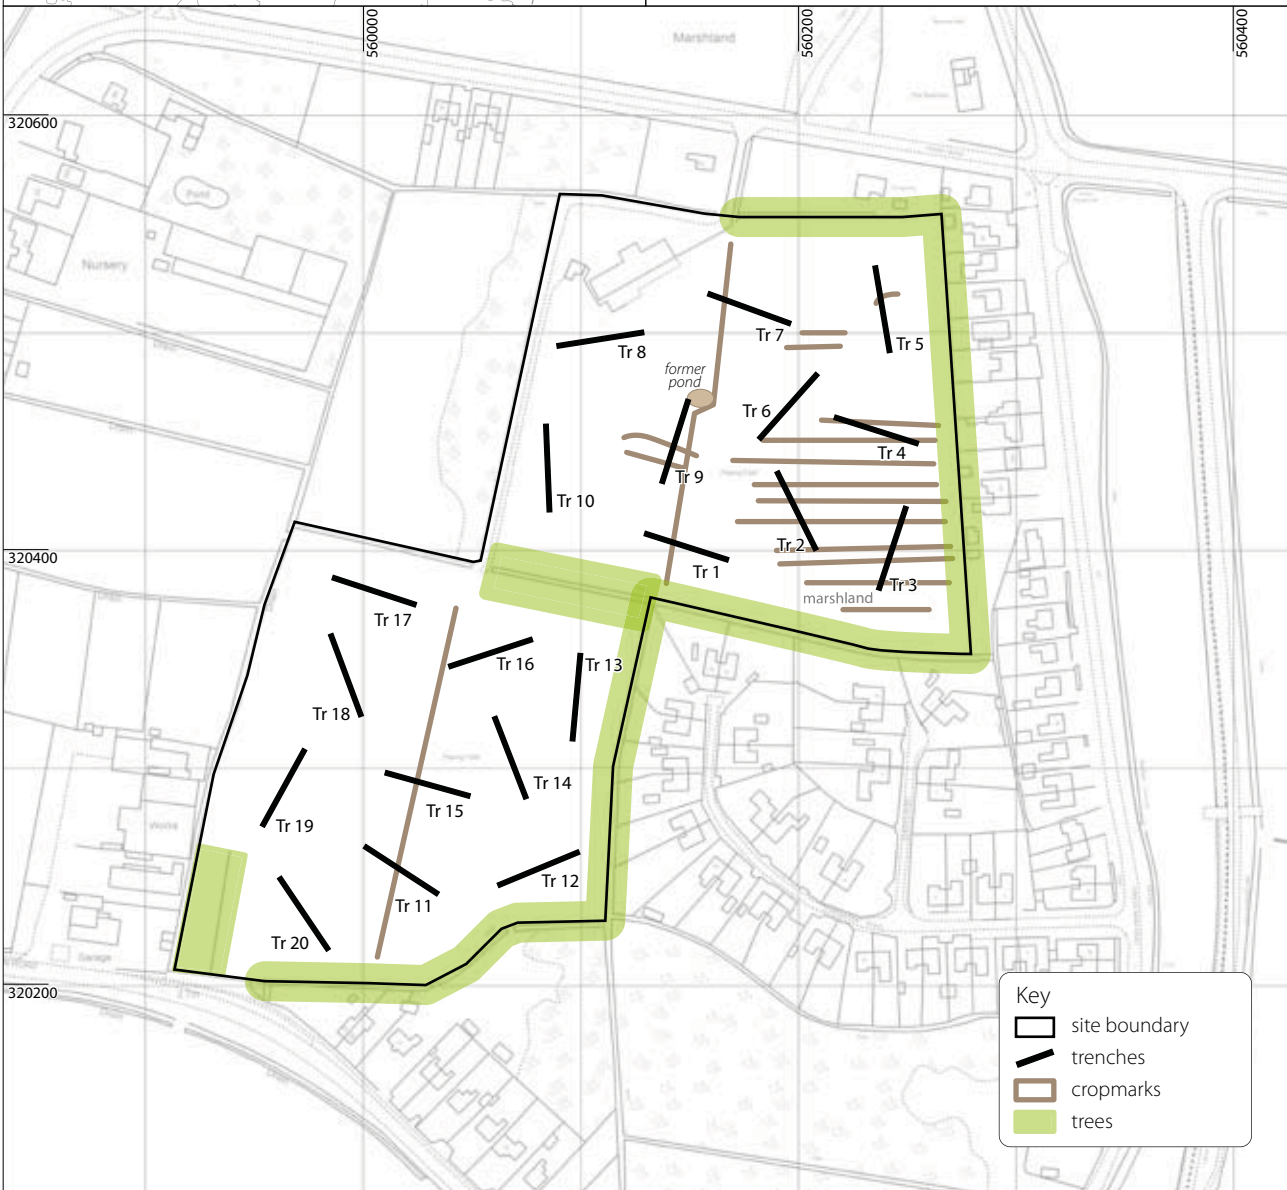 560000
560200
560400
Marshland
320600
Pond
Nursery
Tr 7
Tr 5
Tr 8
former
pond
Tr 6
Tr 4
Tr 9
Tr 10
320400
Tr 2
Tr 1
Tr 3
marshland
Tr 17
Tr 16
Tr 13
Tr 18
Tr 14
Tr 15
Tr 19
Works
Tr 12
Tr 11
Tr 20
Garage
320200
Key
site boundary
trenches
cropmarks
trees